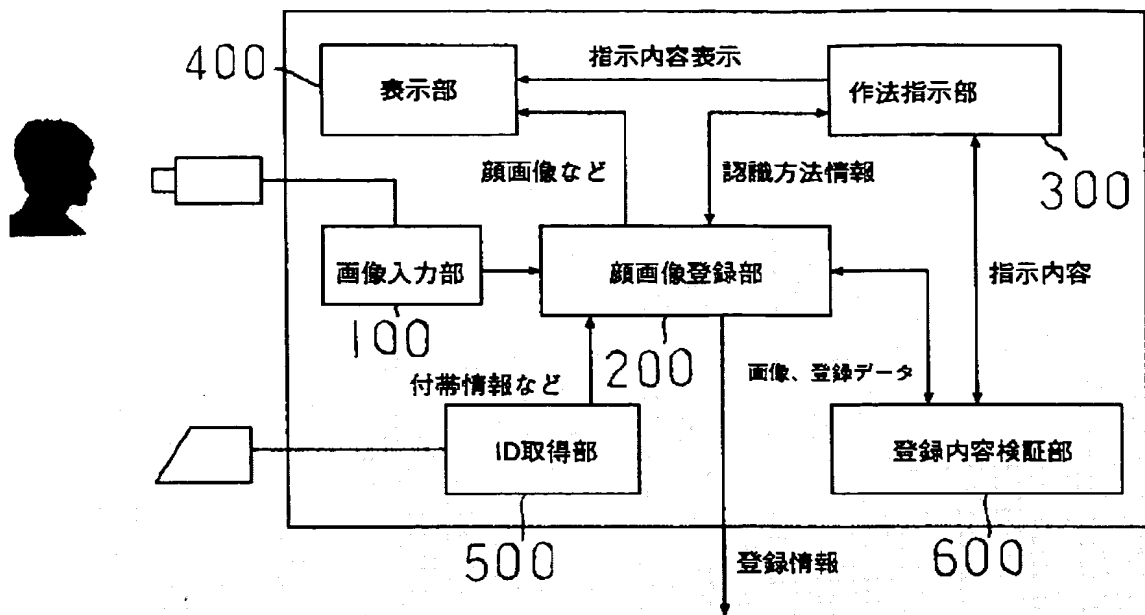 指示内容表示
400
表示部
作法指示部
顔画像など
認識方法情報
300
画像入力部
顔画像登録部
指示内容
100
200
付帯情報など
画像、登録データ
ID取得部
登録内容検証部
500
600
登録情報